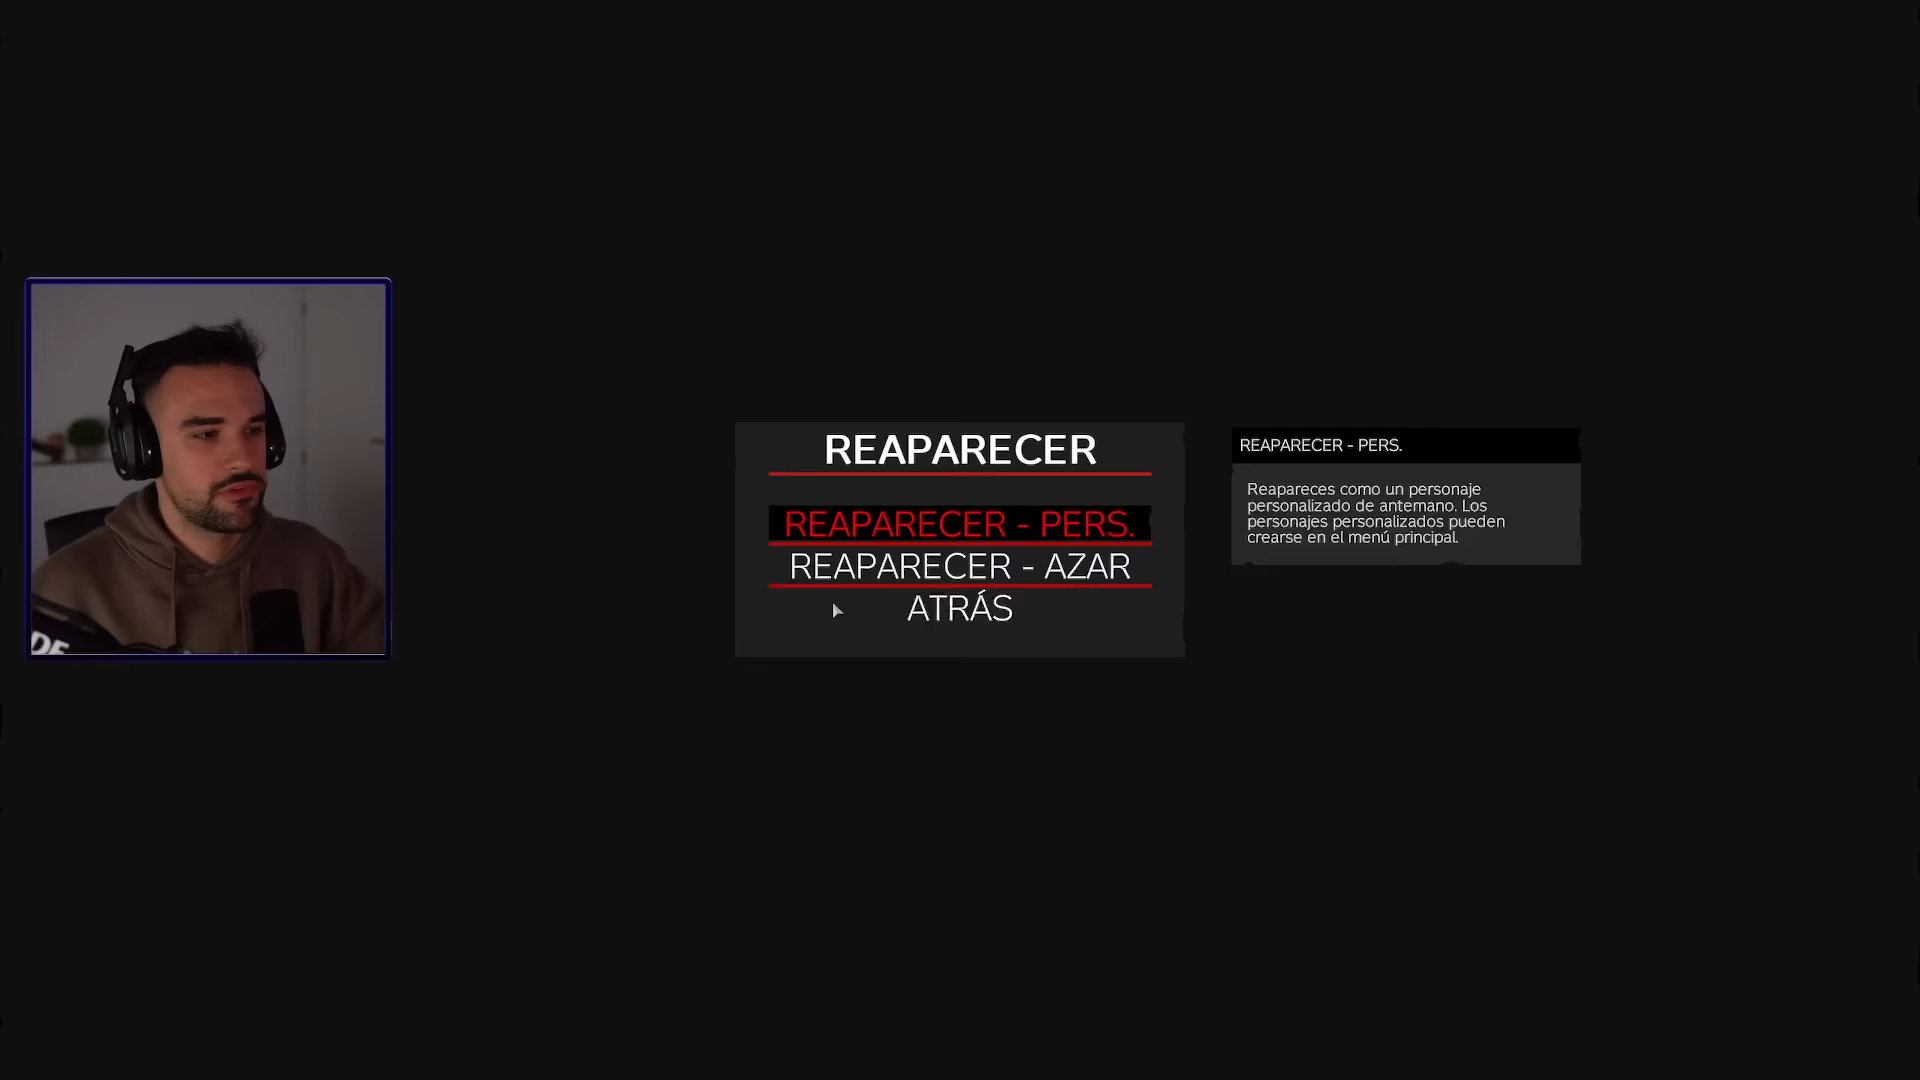 REAPARECER
REAPARECER - PERS.
REAPARECER - AZAR
ATRÁS
REAPARECER - PERS.
Reapareces como un personaje
personalizado de antemano. Los
personajes personalizados pueden
crearse en el menú principal.
DE